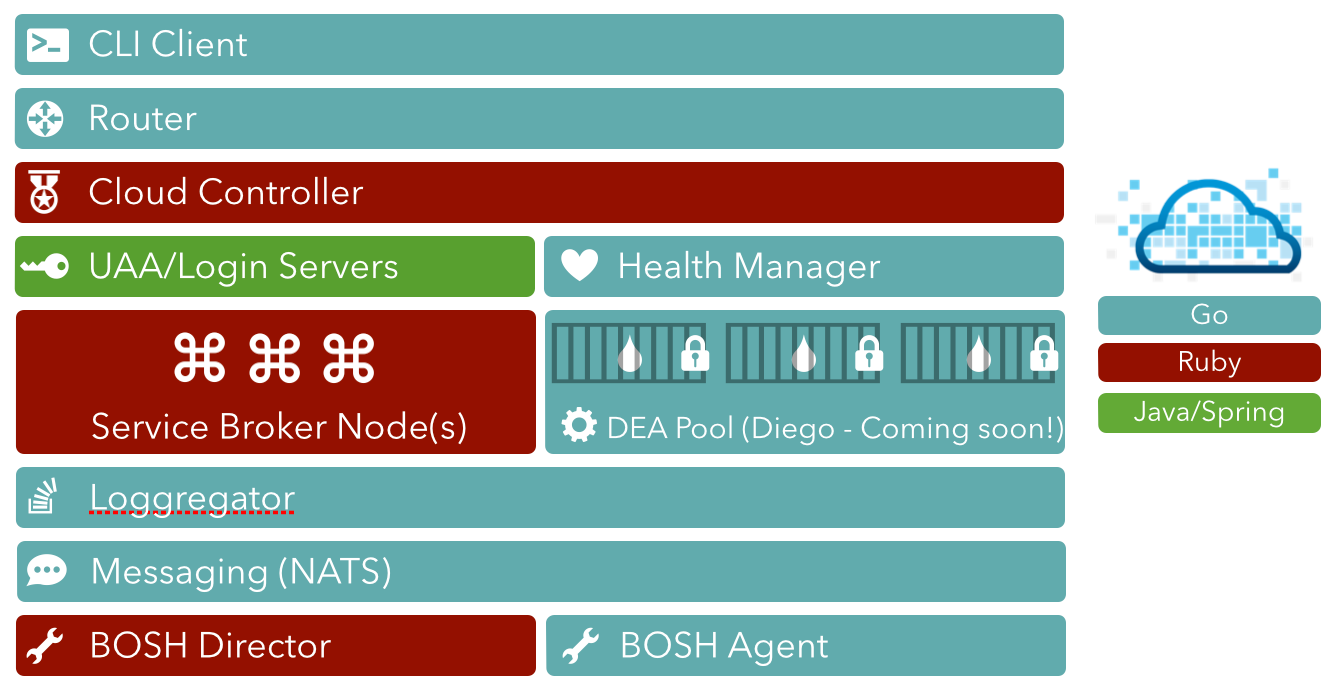 CLI Client
Router
Cloud Controller
UAA/Login Servers
Health Manager
Service Broker Node(s)
DEA Pool (Diego - Coming soon!)
Loggregator
Messaging (NATS)
BOSH Director
BOSH Agent
Go
Ruby
Java/Spring